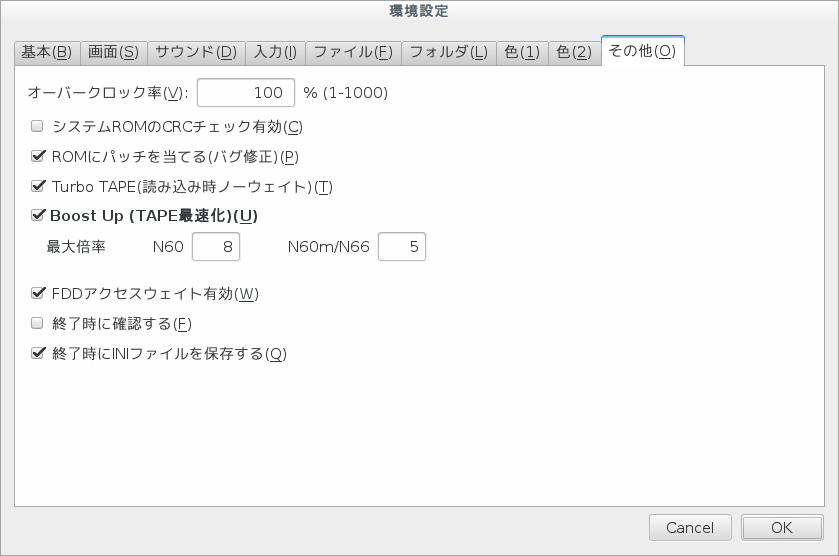 環境設定
基本(B) 画面(S) サウンド(D) 入力(I) ファイル(F) フォルダ(L) 色(1) 色(2) その他(O)
オーバークロック率(V): 100 % (1-1000)
システムROMのCRCチェック有効(C)
ROMにパッチを当てる(バグ修正)(P)
Turbo TAPE(読み込み時ノーウェイト)(T)
Boost Up (TAPE最速化)(U)
最大倍率 N60 8 N60m/N66 5
FDDアクセスウェイト有効(W)
終了時に確認する(F)
終了時にINIファイルを保存する(Q)
Cancel OK